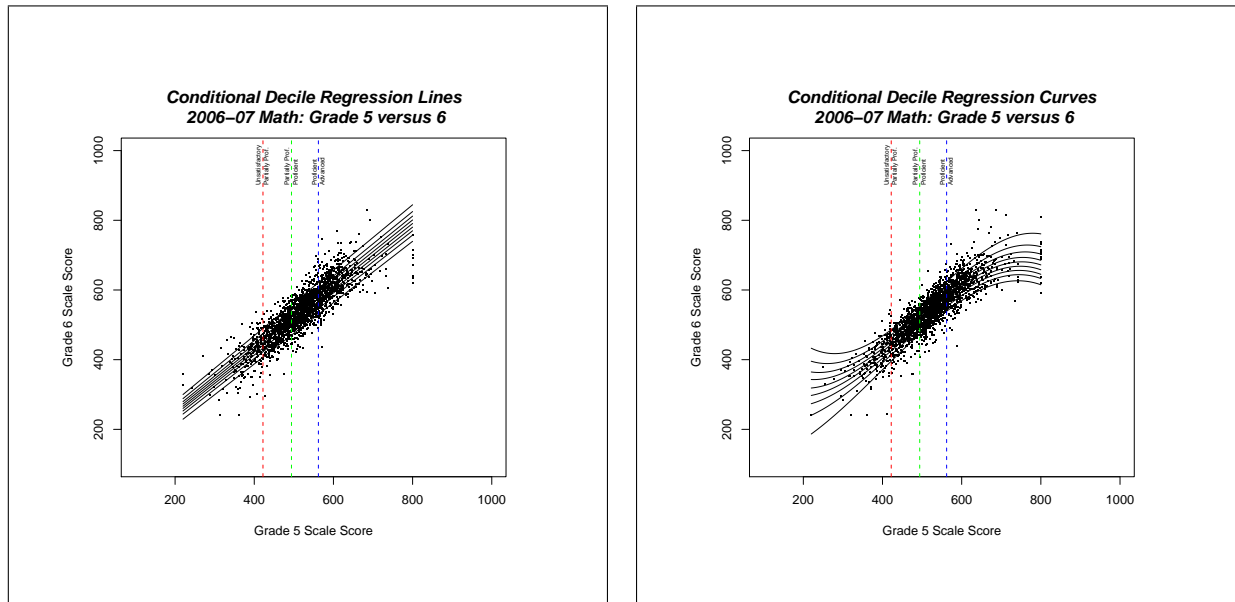 Conditional Decile Regression Lines
2006–07 Math: Grade 5 versus 6
1000
800
600
400
200
Grade 6 Scale Score
Unsatisfactory
Partially Prof.
Partially Prof.
Proficient
Proficient
Advanced
200 400 600 800 1000
Grade 5 Scale Score
Conditional Decile Regression Curves
2006–07 Math: Grade 5 versus 6
1000
800
600
400
200
Grade 6 Scale Score
Unsatisfactory
Partially Prof.
Partially Prof.
Proficient
Proficient
Advanced
200 400 600 800 1000
Grade 5 Scale Score